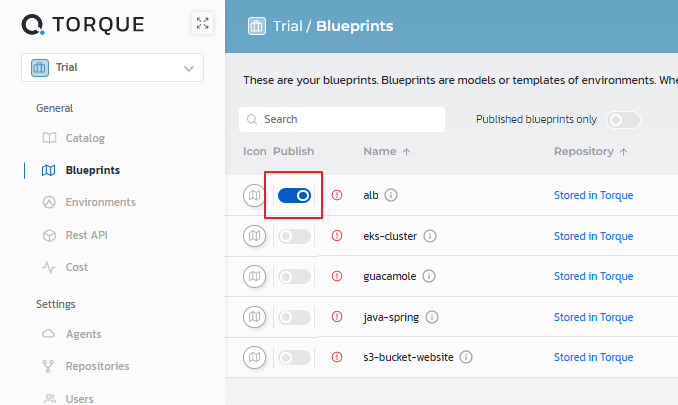 TORQUE
Trial
General
Catalog
Blueprints
Environments
Rest API
Cost
Settings
Agents
Repositories
Users
Trial / Blueprints
These are your blueprints. Blueprints are models or templates of environments. Whe
Search
Published blueprints only
Icon Publish Name Repository
alb Stored in Torque
eks-cluster Stored in Torque
guacamole Stored in Torque
java-spring Stored in Torque
s3-bucket-website Stored in Torque